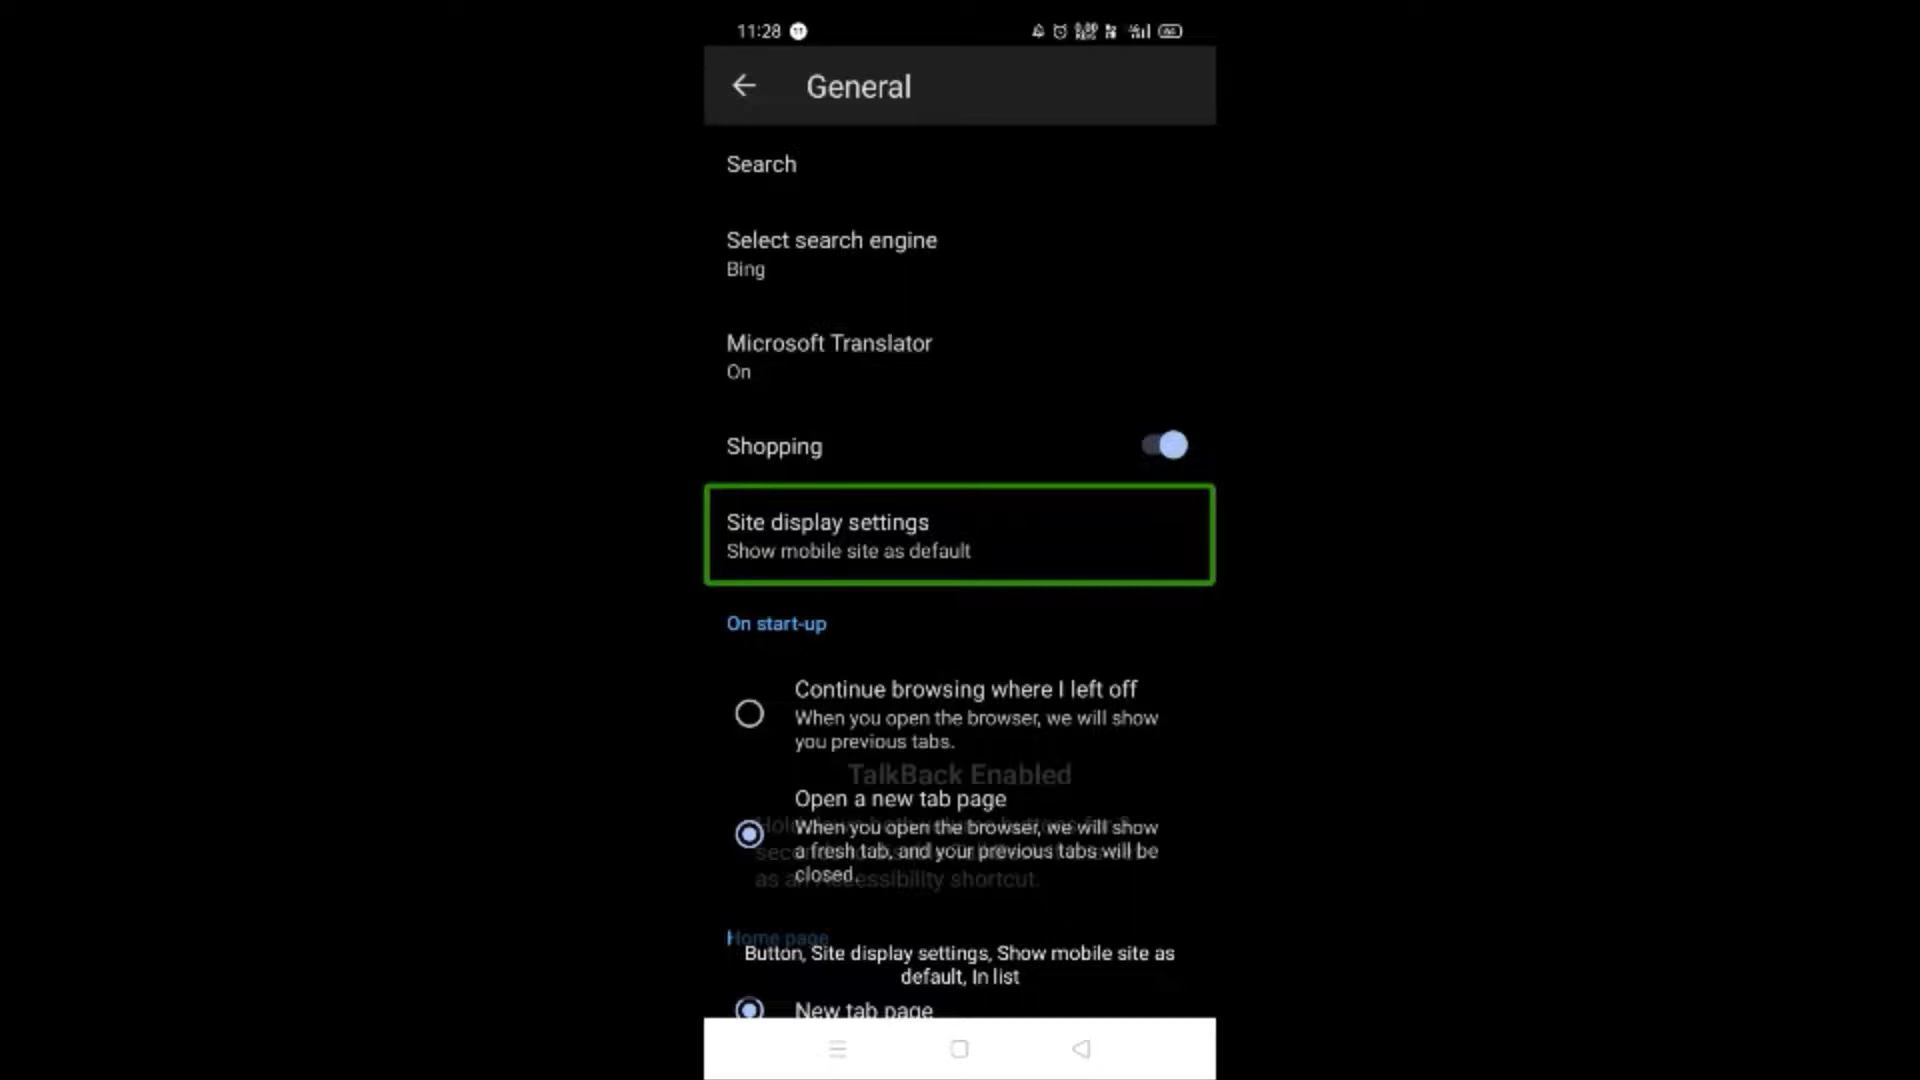 11:28
General
Search
Select search engine
Bing
Microsoft Translator
On
Shopping
Site display settings
Show mobile site as default
On start-up
Continue browsing where I left off
When you open the browser, we will show
you previous tabs.
TalkBack Enabled
Open a new tab page
When you open the browser, we will show
a fresh tab, and your previous tabs will be
closed.
as an Accessibility shortcut.
Home page
Button, Site display settings, Show mobile site as
default, In list
New tab page